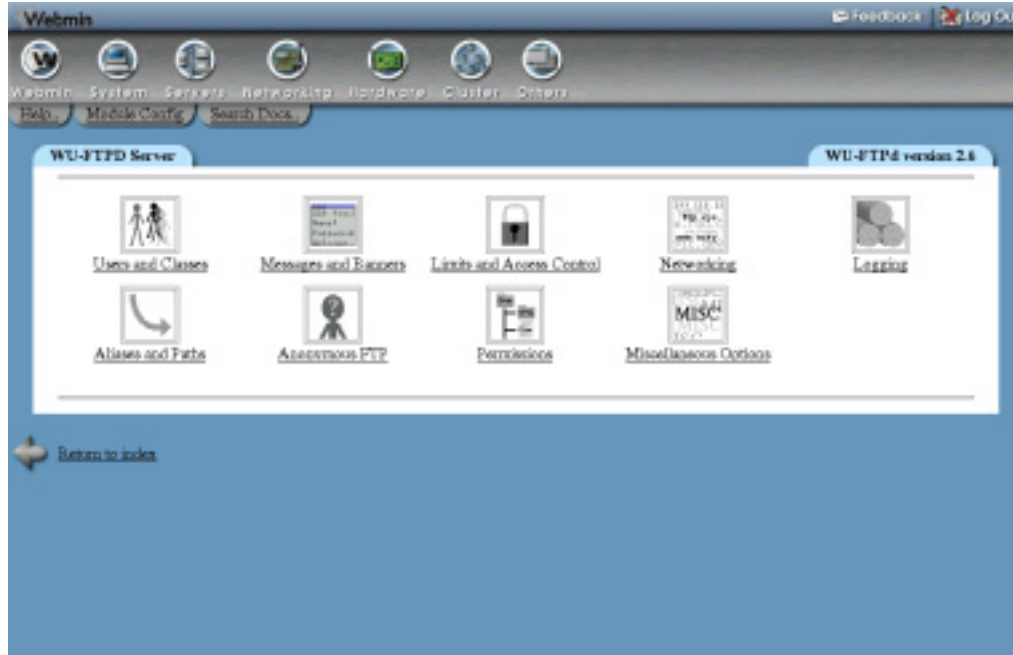 Webmin
Feedback
Log Ou
Webmin System Servers Networking Hardware Cluster Others
Help.. Module Config Search Docs..
WU-FTPD Server
WU-FTPd version 2.6
Users and Classes
Messages and Banners
Limits and Access Control
Networking
Logging
MISC
Aliases and Paths
Anonymous FTP
Permissions
Miscellaneous Options
Return to index